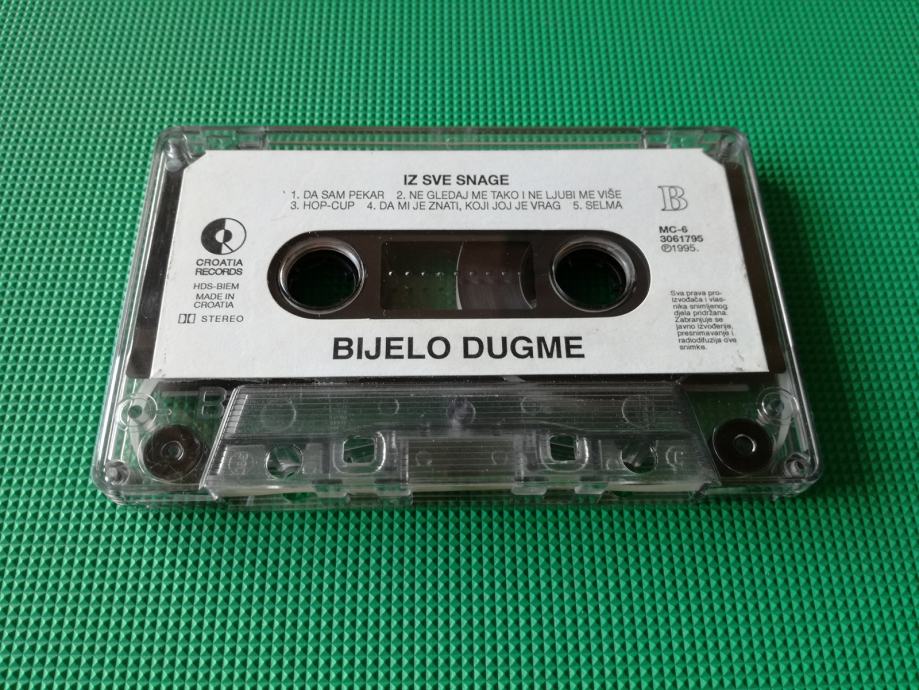 IZ SVE SNAGE
1. DA SAM PEKAR 2. NE GLEDAJ ME TAKO I NE LJUBI ME VIŠE
3. HOP-CUP 4. DA MI JE ZNATI, KOJI JOJ JE VRAG 5. SELMA
B
MC-6
3061795
℗1995.
CROATIA
RECORDS
HDS-BIEM
MADE IN
CROATIA
STEREO
Sva prava pro-
izvođača i vlas-
nika snimljenog
djela pridržana.
Zabranjuje se
javno izvođenje,
presnimavanje i
radiodifuzija ove
snimke.
BIJELO DUGME
B